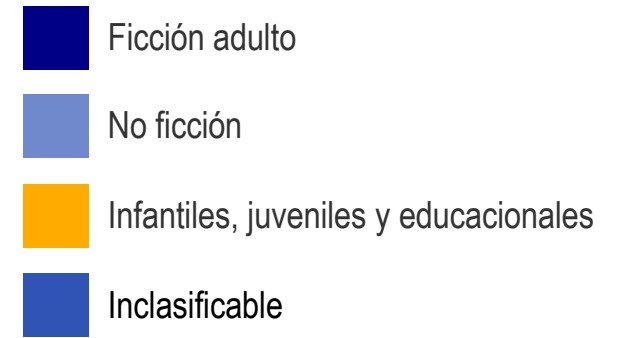 Ficción adulto
No ficción
Infantiles, juveniles y educacionales
Inclasificable